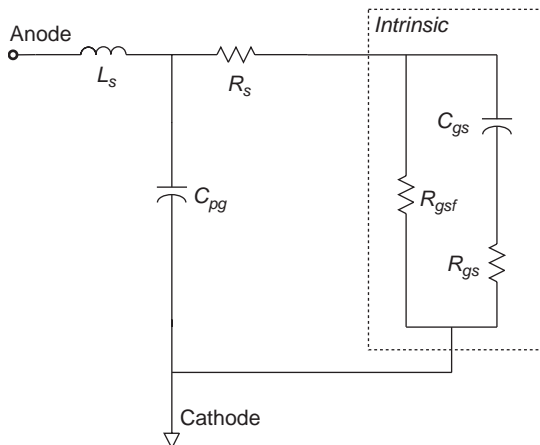 Intrinsic
Anode
L_s
R_s
C_gs
C_pg
R_gsf
R_gs
Cathode